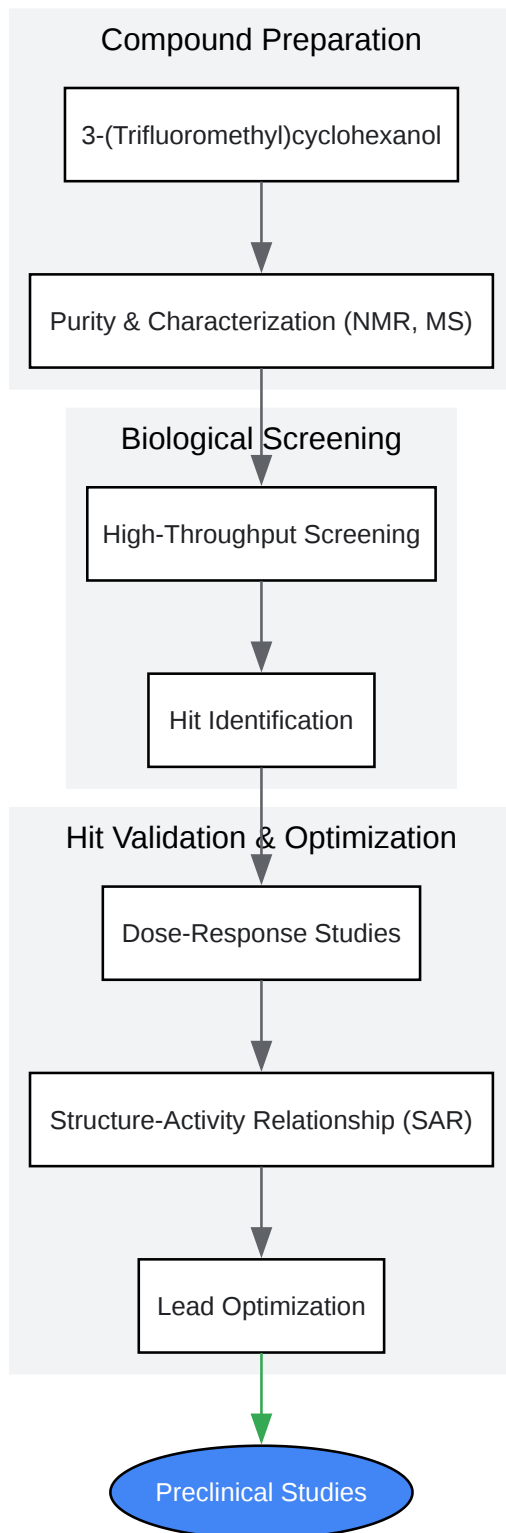 Compound Preparation
3-(Trifluoromethyl)cyclohexanol
Purity & Characterization (NMR, MS)
Biological Screening
High-Throughput Screening
Hit Identification
Hit Validation & Optimization
Dose-Response Studies
Structure-Activity Relationship (SAR)
Lead Optimization
Preclinical Studies